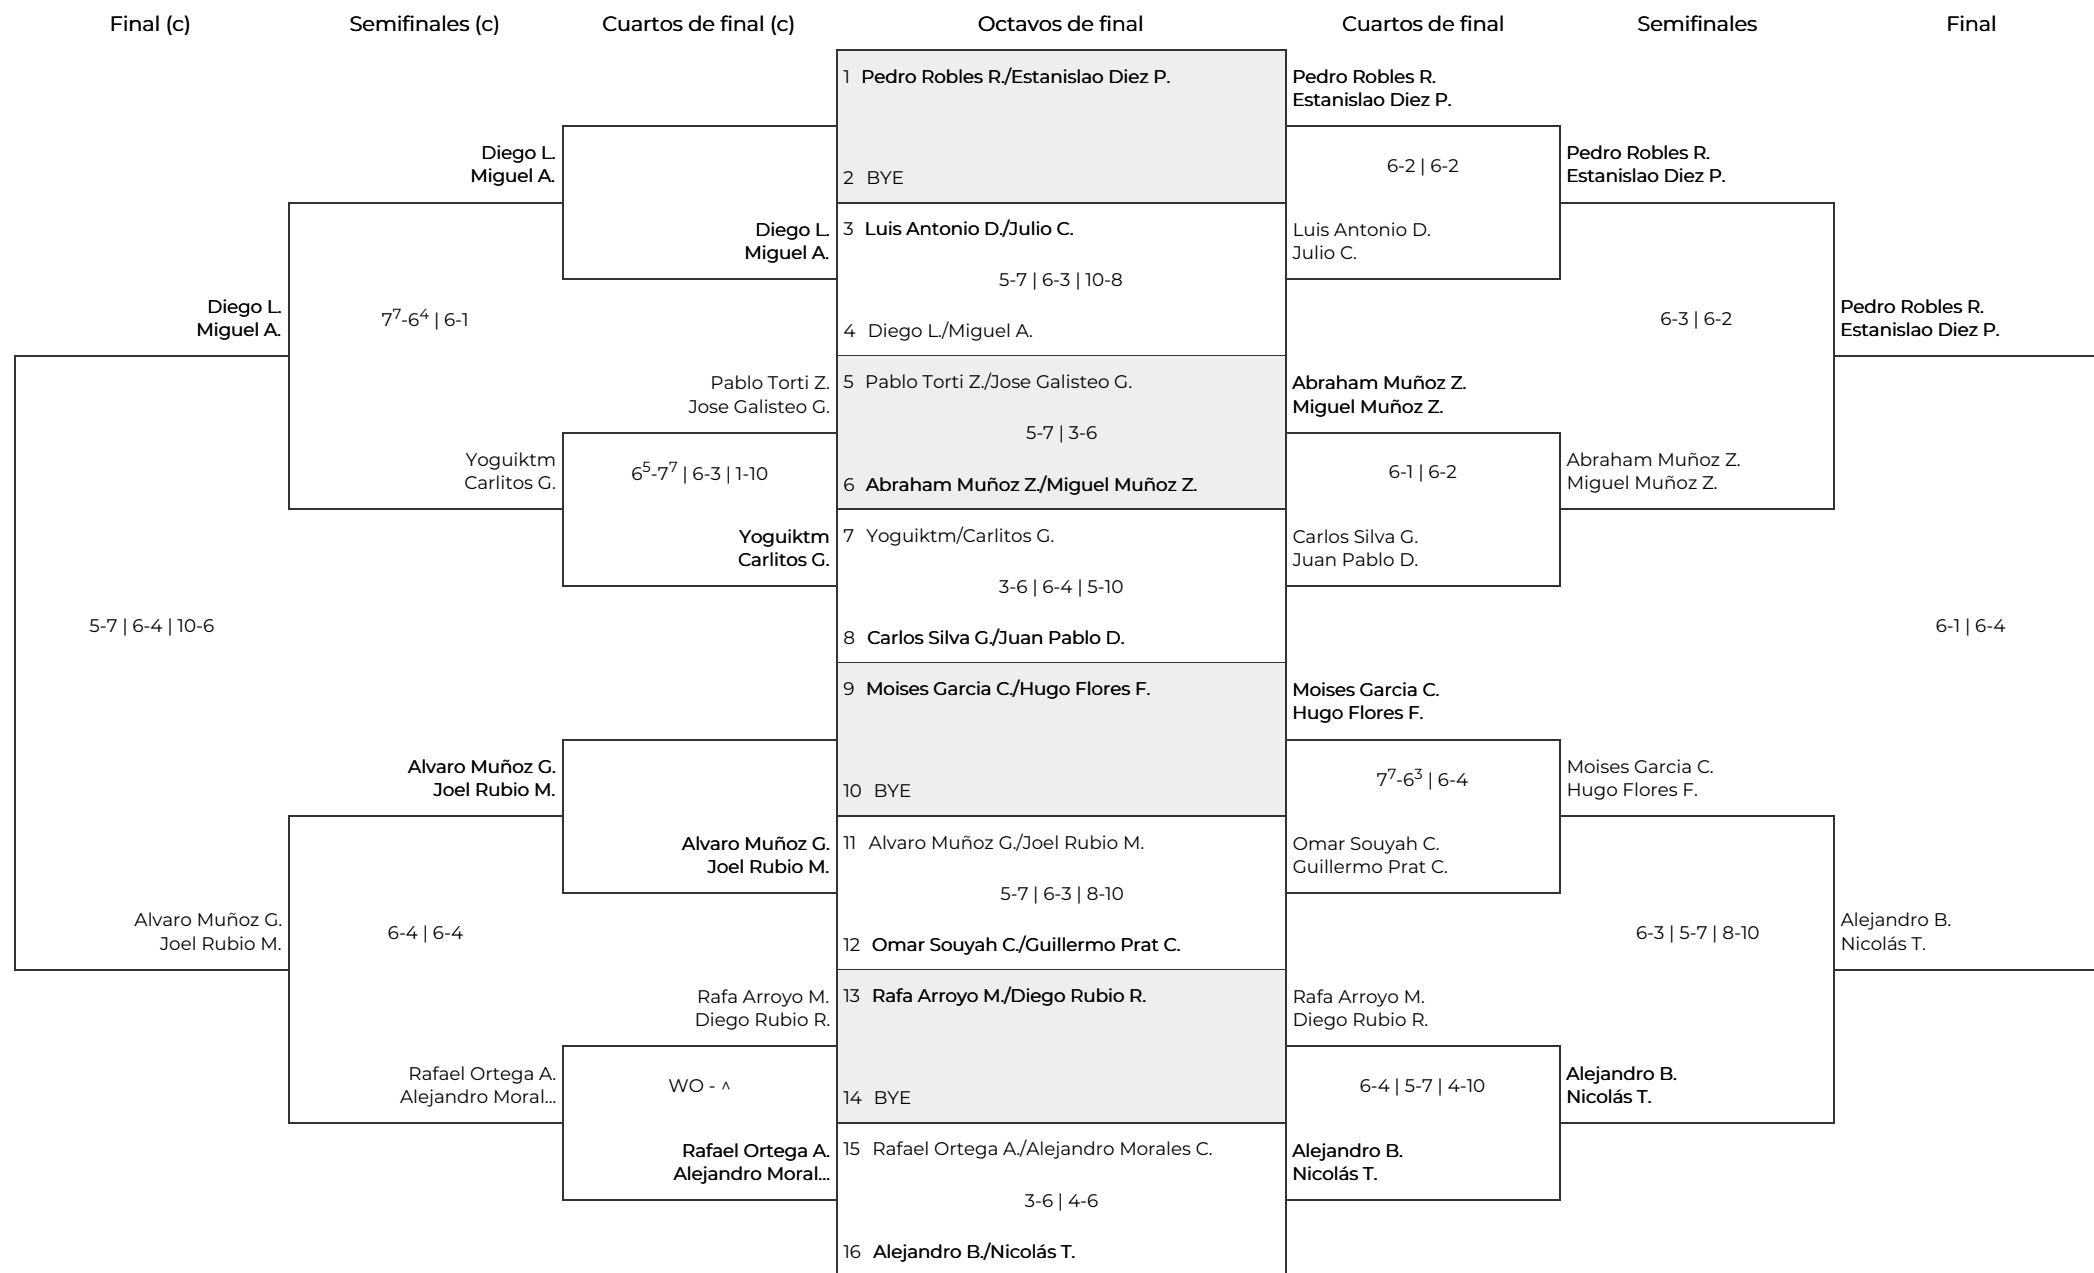 Final (c)
Semifinales (c)
Cuartos de final (c)
Octavos de final
Cuartos de final
Semifinales
Final
Diego L.
Miguel A.
5-7 | 6-4 | 10-6
Alvaro Muñoz G.
Joel Rubio M.
Diego L.
Miguel A.
7⁷-6⁴ | 6-1
Yoguiktm
Carlitos G.
Alvaro Muñoz G.
Joel Rubio M.
6-4 | 6-4
Rafael Ortega A.
Alejandro Moral...
Diego L.
Miguel A.
Pablo Torti Z.
Jose Galisteo G.
6⁵-7⁷ | 6-3 | 1-10
Yoguiktm
Carlitos G.
Alvaro Muñoz G.
Joel Rubio M.
Rafa Arroyo M.
Diego Rubio R.
WO - ^
Rafael Ortega A.
Alejandro Moral...
1 Pedro Robles R./Estanislao Diez P.
2 BYE
3 Luis Antonio D./Julio C.
5-7 | 6-3 | 10-8
4 Diego L./Miguel A.
5 Pablo Torti Z./Jose Galisteo G.
5-7 | 3-6
6 Abraham Muñoz Z./Miguel Muñoz Z.
7 Yoguiktm/Carlitos G.
3-6 | 6-4 | 5-10
8 Carlos Silva G./Juan Pablo D.
9 Moises Garcia C./Hugo Flores F.
10 BYE
11 Alvaro Muñoz G./Joel Rubio M.
5-7 | 6-3 | 8-10
12 Omar Souyah C./Guillermo Prat C.
13 Rafa Arroyo M./Diego Rubio R.
14 BYE
15 Rafael Ortega A./Alejandro Morales C.
3-6 | 4-6
16 Alejandro B./Nicolás T.
Pedro Robles R.
Estanislao Diez P.
6-2 | 6-2
Luis Antonio D.
Julio C.
Abraham Muñoz Z.
Miguel Muñoz Z.
6-1 | 6-2
Carlos Silva G.
Juan Pablo D.
Moises Garcia C.
Hugo Flores F.
7⁷-6³ | 6-4
Omar Souyah C.
Guillermo Prat C.
Rafa Arroyo M.
Diego Rubio R.
6-4 | 5-7 | 4-10
Alejandro B.
Nicolás T.
Pedro Robles R.
Estanislao Diez P.
6-3 | 6-2
Abraham Muñoz Z.
Miguel Muñoz Z.
Moises Garcia C.
Hugo Flores F.
6-3 | 5-7 | 8-10
Alejandro B.
Nicolás T.
Pedro Robles R.
Estanislao Diez P.
6-1 | 6-4
Alejandro B.
Nicolás T.